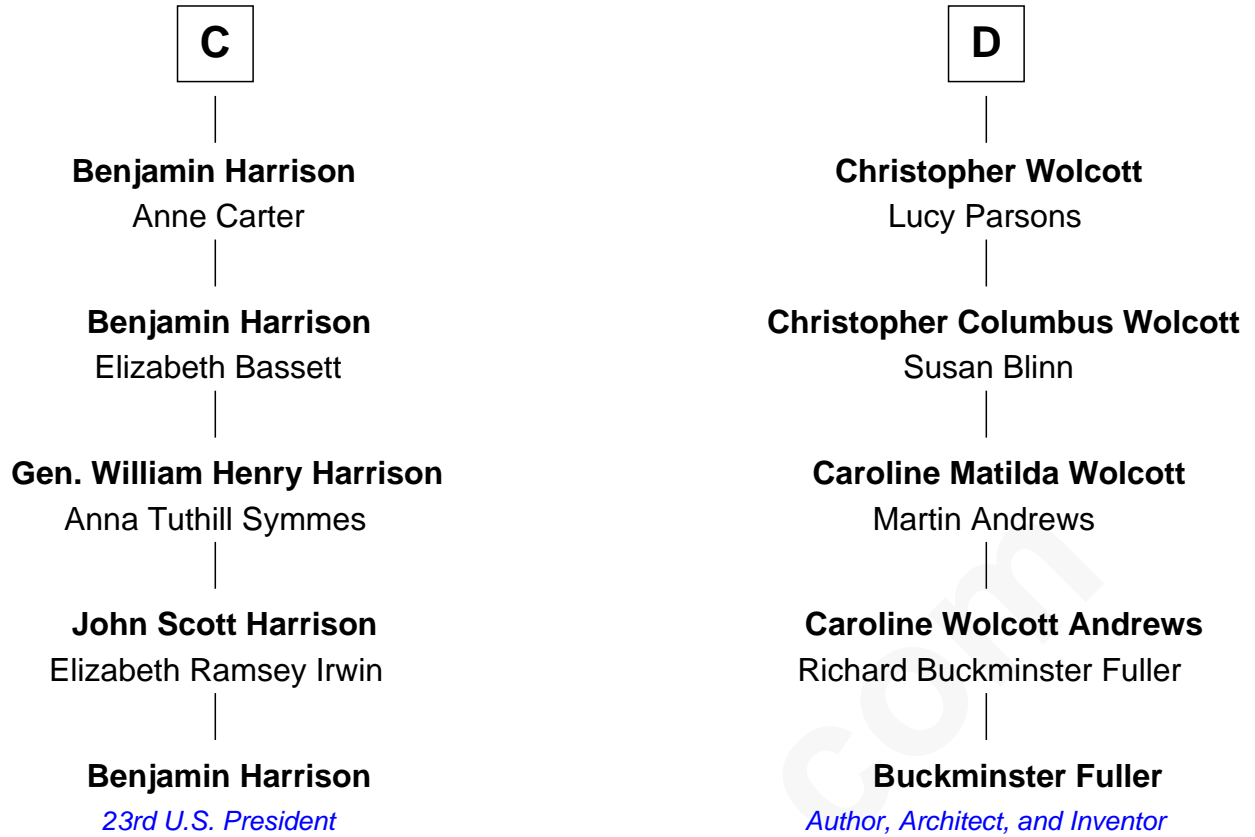 C
Benjamin Harrison
Anne Carter
Benjamin Harrison
Elizabeth Bassett
Gen. William Henry Harrison
Anna Tuthill Symmes
John Scott Harrison
Elizabeth Ramsey Irwin
Benjamin Harrison
23rd U.S. President
D
Christopher Wolcott
Lucy Parsons
Christopher Columbus Wolcott
Susan Blinn
Caroline Matilda Wolcott
Martin Andrews
Caroline Wolcott Andrews
Richard Buckminster Fuller
Buckminster Fuller
Author, Architect, and Inventor
com